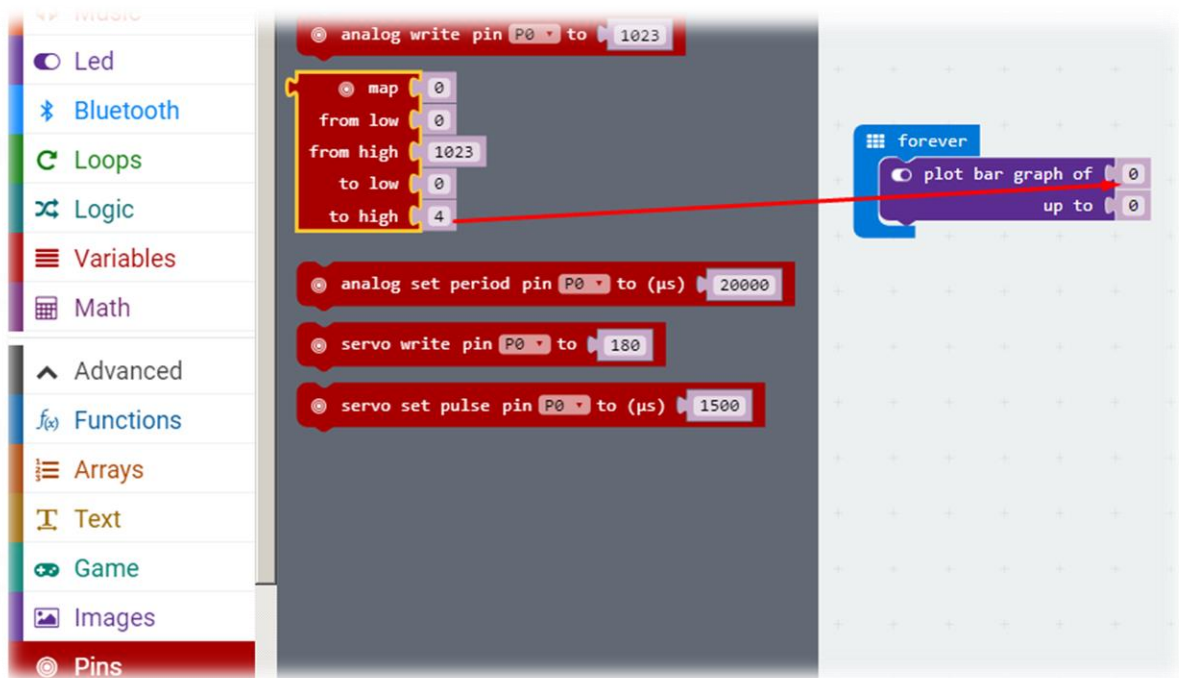 Music
Led
Bluetooth
Loops
Logic
Variables
Math
Advanced
f(x) Functions
Arrays
Text
Game
Images
Pins
analog write pin P0 to 1023
map 0
from low 0
from high 1023
to low 0
to high 4
analog set period pin P0 to (µs) 20000
servo write pin P0 to 180
servo set pulse pin P0 to (µs) 1500
forever
plot bar graph of 0
up to 0